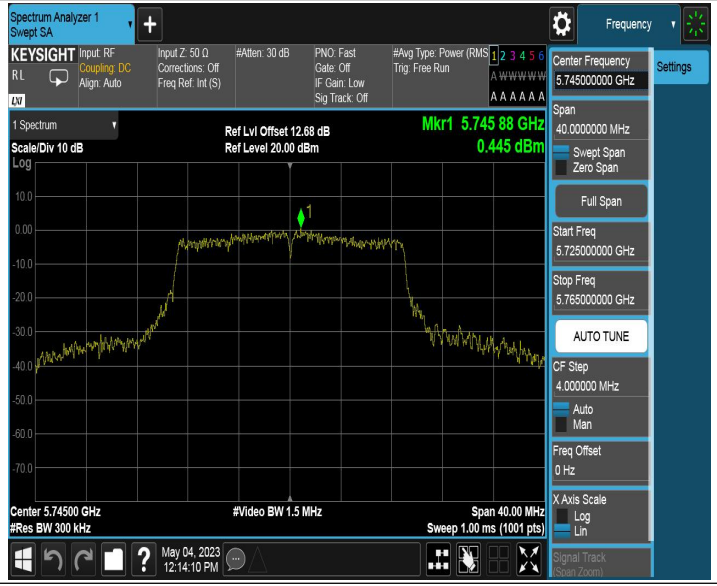 Spectrum Analyzer 1
Swept SA
Frequency
KEYSIGHT
RL
LXI
Input: RF
Coupling: DC
Align: Auto
Input Z: 50 Ω
Corrections: Off
Freq Ref: Int (S)
#Atten: 30 dB
PNO: Fast
Gate: Off
IF Gain: Low
Sig Track: Off
#Avg Type: Power (RMS
Trig: Free Run
1 2 3 4 5 6
A W W W W W
A A A A A A
Center Frequency
5.745000000 GHz
Settings
1 Spectrum
Scale/Div 10 dB
Log
Ref Lvl Offset 12.68 dB
Ref Level 20.00 dBm
Mkr1 5.745 88 GHz
0.445 dBm
Span
40.0000000 MHz
Swept Span
Zero Span
Full Span
Start Freq
5.725000000 GHz
Stop Freq
5.765000000 GHz
AUTO TUNE
CF Step
4.000000 MHz
Auto
Man
Freq Offset
0 Hz
X Axis Scale
Log
Lin
Signal Track
(Span Zoom)
1
10.0
0.00
-10.0
-20.0
-30.0
-40.0
-50.0
-60.0
-70.0
Center 5.74500 GHz
#Res BW 300 kHz
#Video BW 1.5 MHz
Span 40.00 MHz
Sweep 1.00 ms (1001 pts)
?
May 04, 2023
12:14:10 PM